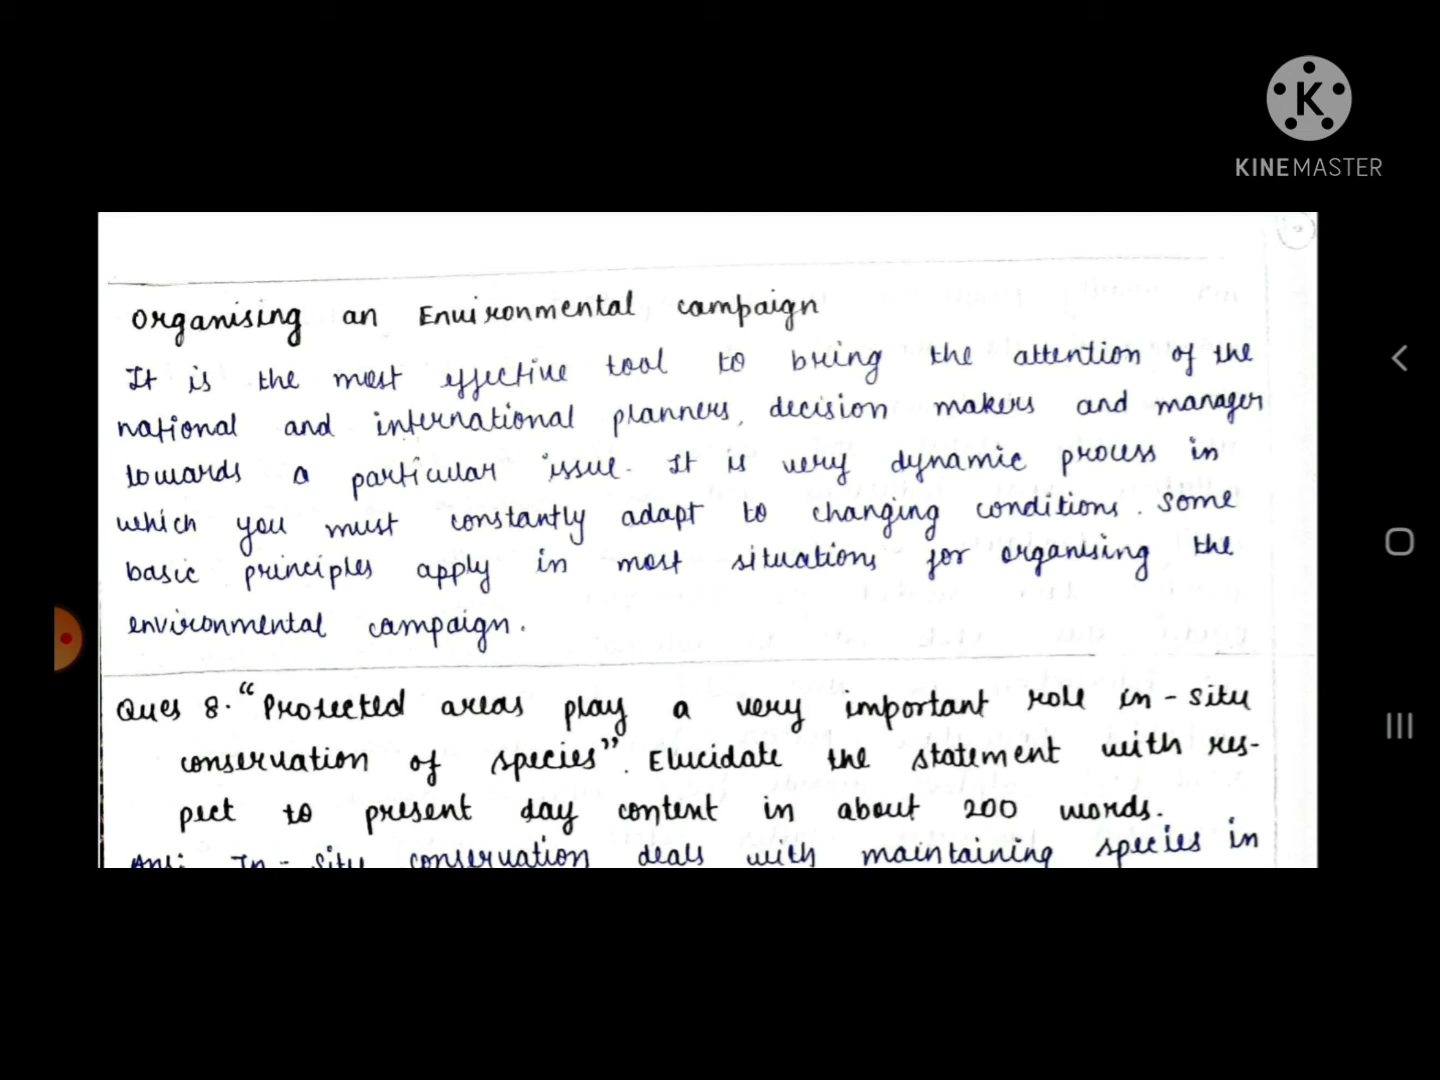 K
KINEMASTER
Organising an Environmental campaign
It is the most effective tool to bring the attention of the
national and international planners, decision makers and manager
towards a particular issue. It is very dynamic process in
which you must constantly adapt to changing conditions. Some
basic principles apply in most situations for organising the
environmental campaign.
Ques 8. "Protected areas play a very important role in-situ
conservation of species". Elucidate the statement with res-
pect to present day content in about 200 words.
Ans: In-situ conservation deals with maintaining species in